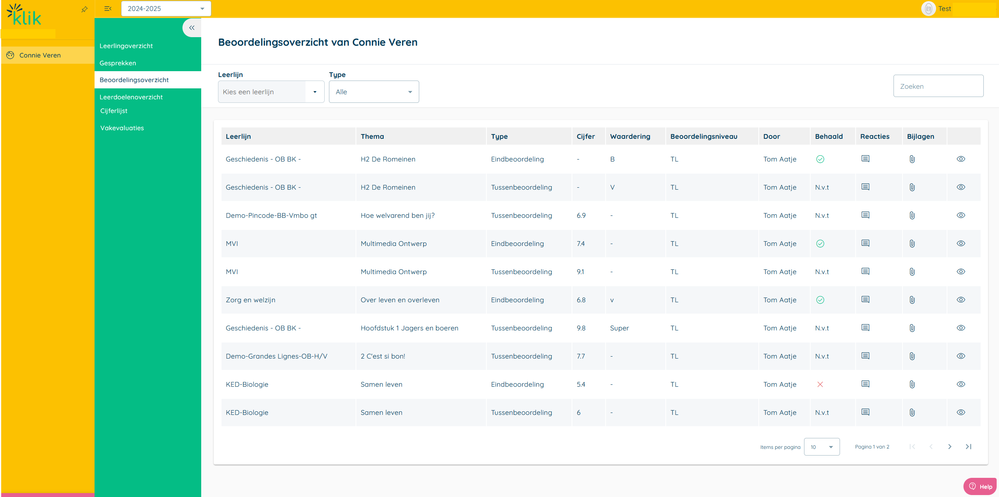 klik
2024-2025
Test
Connie Veren
Leerlingoverzicht
Gesprekken
Beoordelingsoverzicht
Leerdoelenoverzicht
Cijferlijst
Vakevaluaties
Beoordelingsoverzicht van Connie Veren
Leerlijn Type
Kies een leerlijn Alle Zoeken
Leerlijn Thema Type Cijfer Waardering Beoordelingsniveau Door Behaald Reacties Bijlagen
Geschiedenis - OB BK - H2 De Romeinen Eindbeoordeling - B TL Tom Aatje
Geschiedenis - OB BK - H2 De Romeinen Tussenbeoordeling - V TL Tom Aatje N.v.t
Demo-Pincode-BB-Vmbo gt Hoe welvarend ben jij? Tussenbeoordeling 6.9 - TL Tom Aatje N.v.t
MVI Multimedia Ontwerp Eindbeoordeling 7.4 - TL Tom Aatje
MVI Multimedia Ontwerp Tussenbeoordeling 9.1 - TL Tom Aatje N.v.t
Zorg en welzijn Over leven en overleven Eindbeoordeling 6.8 v TL Tom Aatje
Geschiedenis - OB BK - Hoofdstuk 1 Jagers en boeren Tussenbeoordeling 9.8 Super TL Tom Aatje N.v.t
Demo-Grandes Lignes-OB-H/V 2 C'est si bon! Tussenbeoordeling 7.7 - TL Tom Aatje N.v.t
KED-Biologie Samen leven Eindbeoordeling 5.4 - TL Tom Aatje
KED-Biologie Samen leven Tussenbeoordeling 6 - TL Tom Aatje N.v.t
Items per pagina 10 Pagina 1 van 2
Help